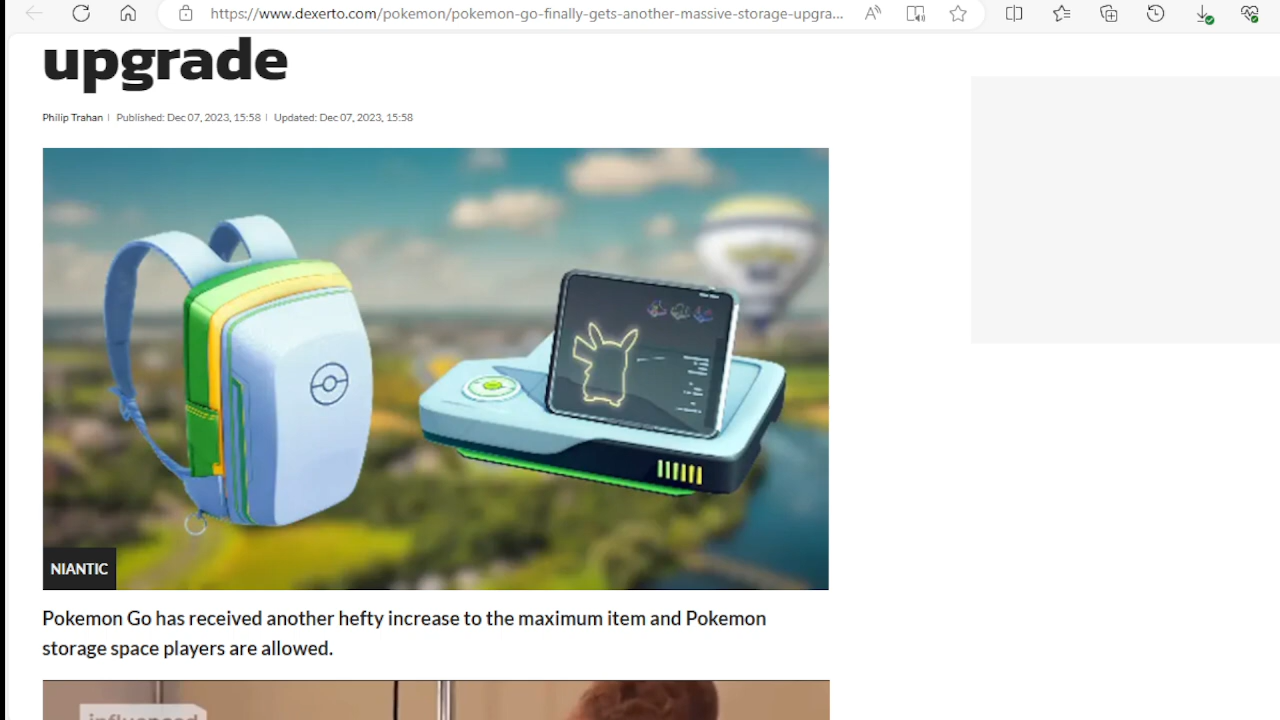 https://www.dexerto.com/pokemon/pokemon-go-finally-gets-another-massive-storage-upgra...
upgrade
Philip Trahan | Published: Dec 07, 2023, 15:58 | Updated: Dec 07, 2023, 15:58
NIANTIC
Pokemon Go has received another hefty increase to the maximum item and Pokemon
storage space players are allowed.
influenced